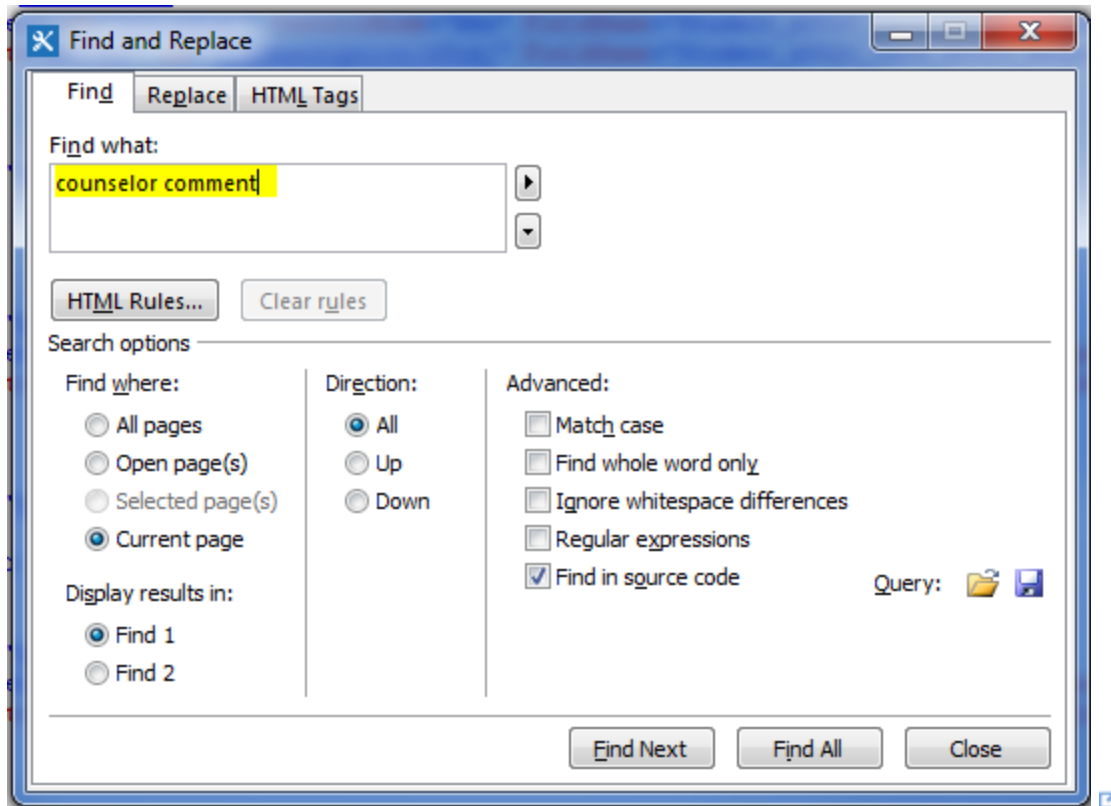 Find and Replace
Find Replace HTML Tags
Find what:
counselor comment
HTML Rules... Clear rules
Search options
Find where: Direction: Advanced:
All pages All Match case
Open page(s) Up Find whole word only
Selected page(s) Down Ignore whitespace differences
Current page Regular expressions
Find in source code Query:
Display results in:
Find 1
Find 2
Find Next Find All Close